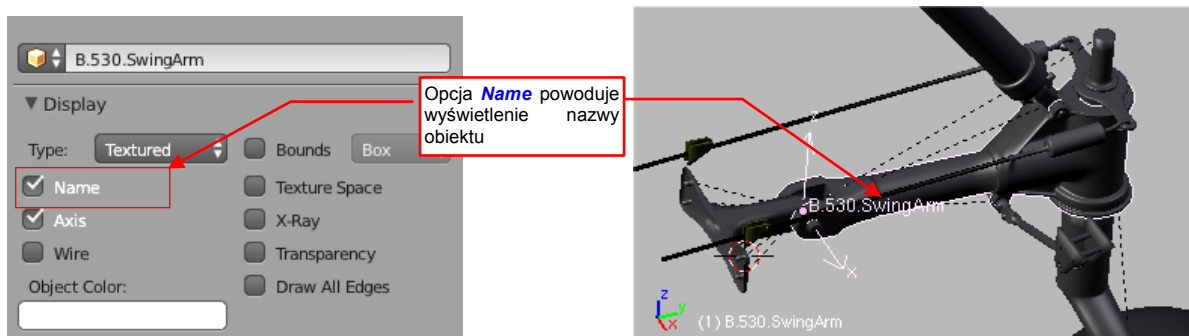 B.530.SwingArm
Display
Type: Textured Bounds Box
Name Texture Space
Axis X-Ray
Wire Transparency
Object Color: Draw All Edges
Opcja Name powoduje
wyświetlenie nazwy
obiektu
z
B.530.SwingArm
x
z
y
x
(1) B.530.SwingArm